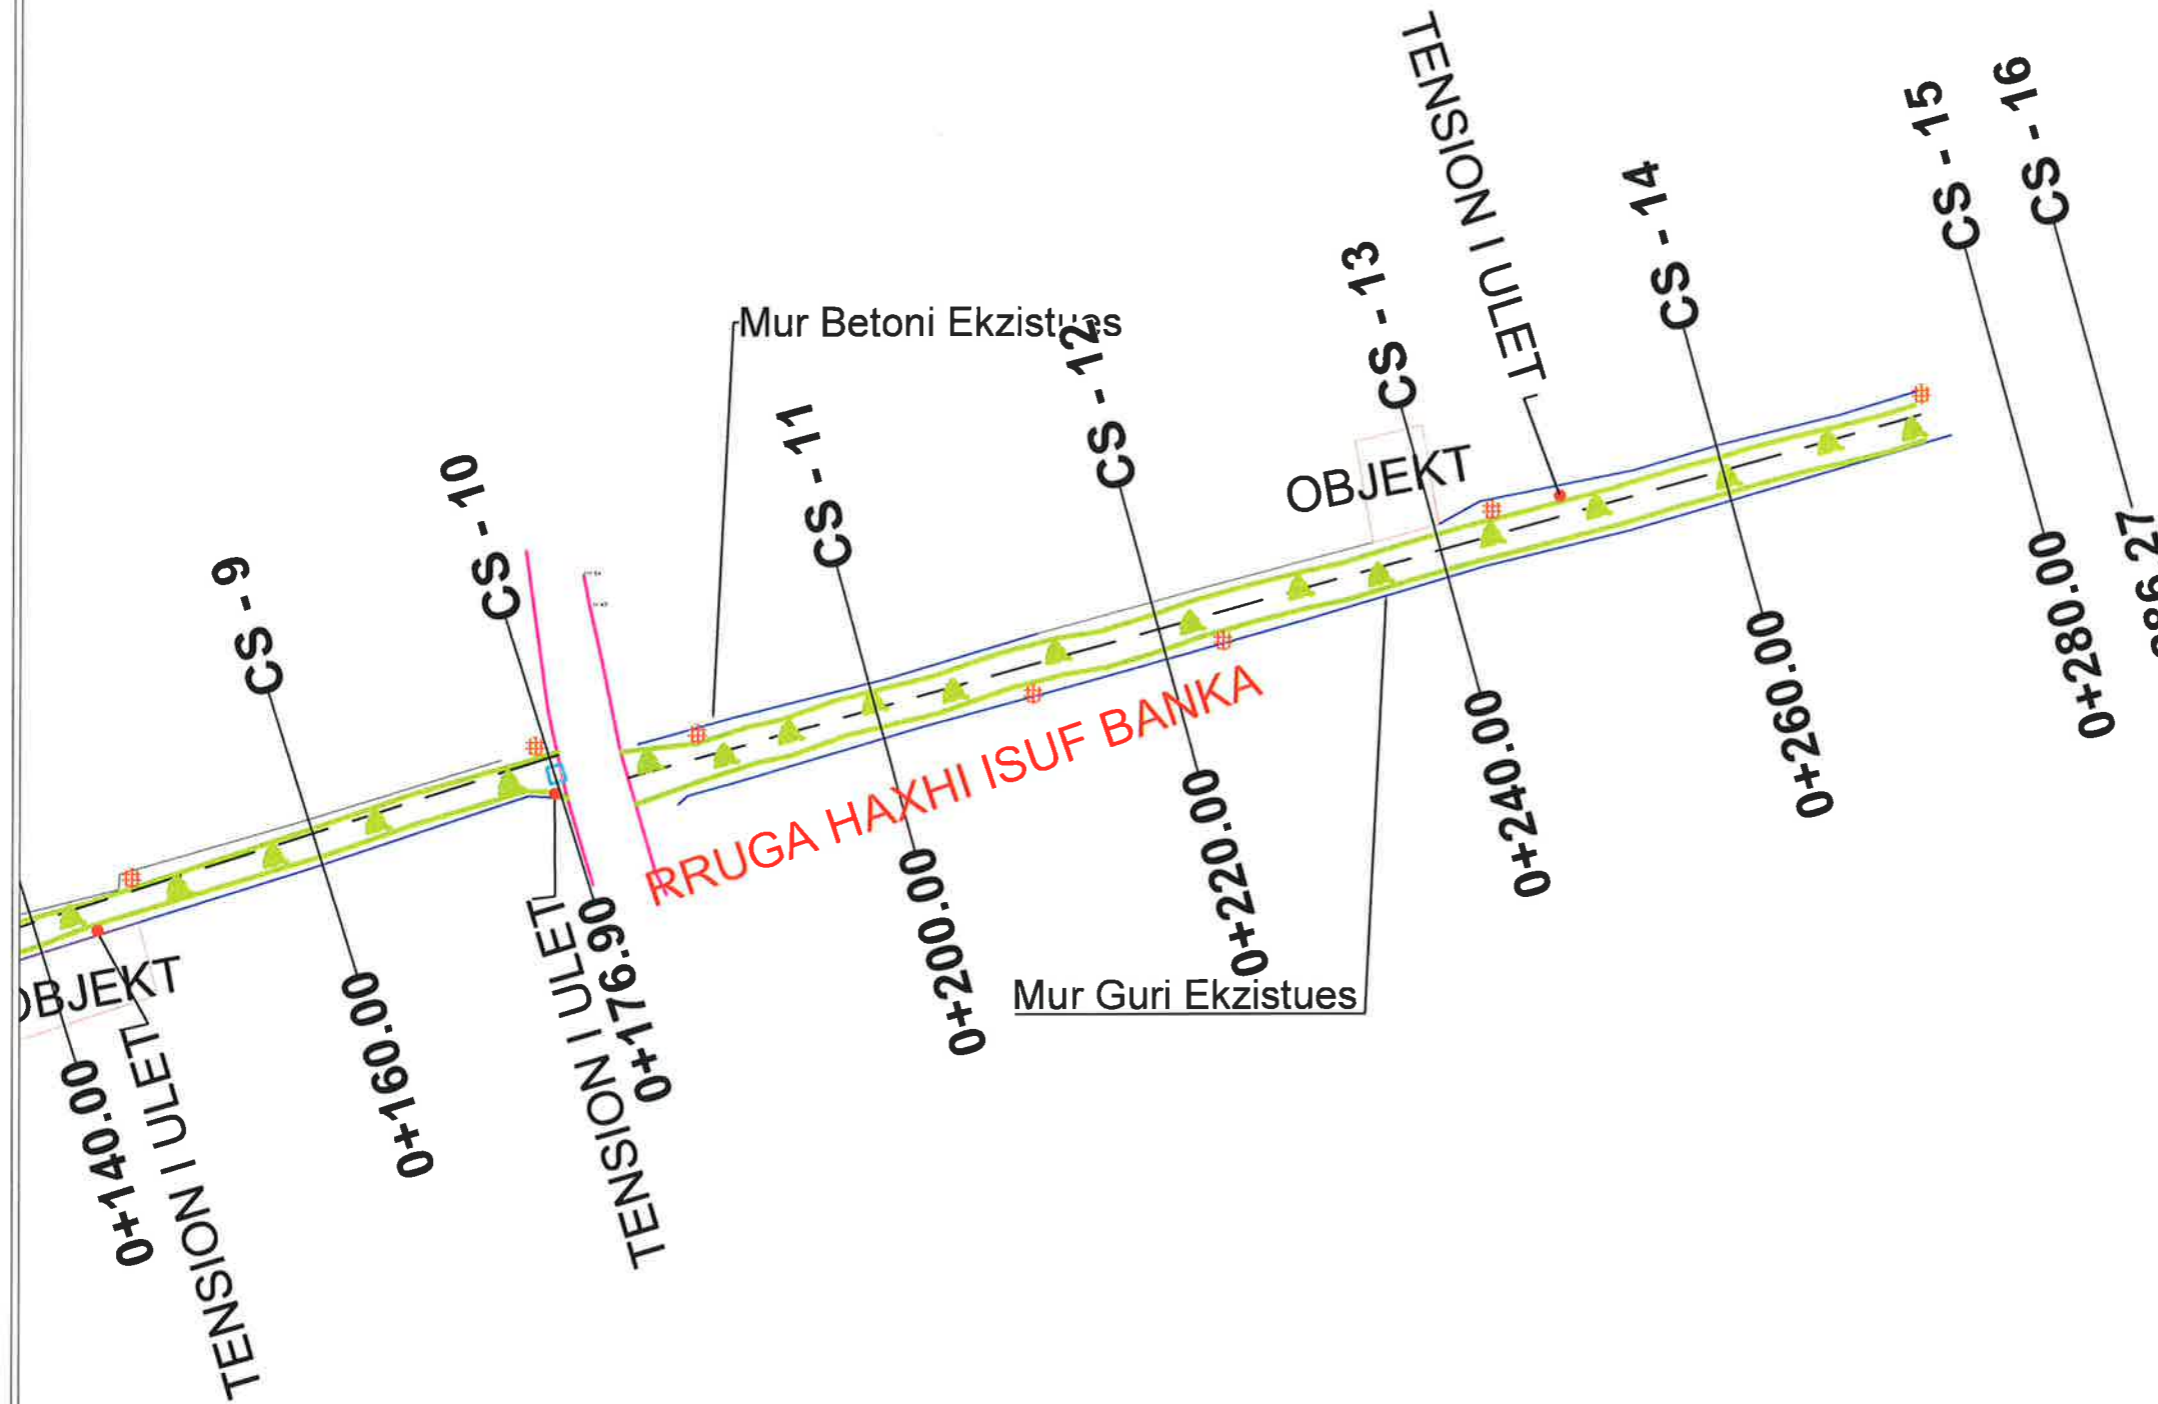 CS - 9
CS - 10
CS - 11
CS - 12
CS - 13
CS - 14
CS - 15
CS - 16
Mur Betoni Ekzistues
TENSION I ULET
OBJEKT
RRUGA HAXHI ISUF BANKA
Mur Guri Ekzistues
OBJEKT
TENSION I ULET
TENSION I ULET
0+140.00
0+160.00
0+176.90
0+200.00
0+220.00
0+240.00
0+260.00
0+280.00
86.27